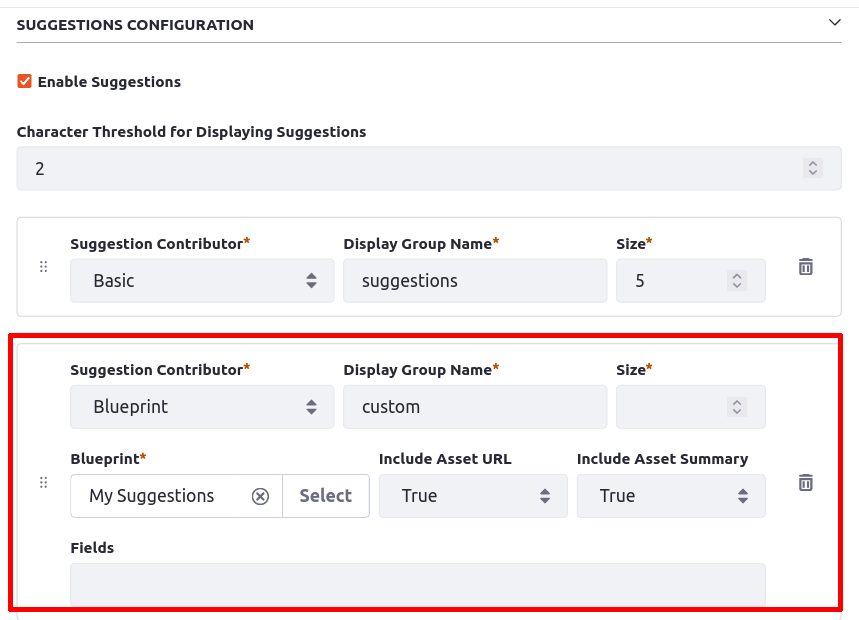 SUGGESTIONS CONFIGURATION
Enable Suggestions
Character Threshold for Displaying Suggestions
2
Suggestion Contributor* Display Group Name* Size*
Basic suggestions 5
Suggestion Contributor* Display Group Name* Size*
Blueprint custom
Blueprint* Include Asset URL Include Asset Summary
My Suggestions Select True True
Fields